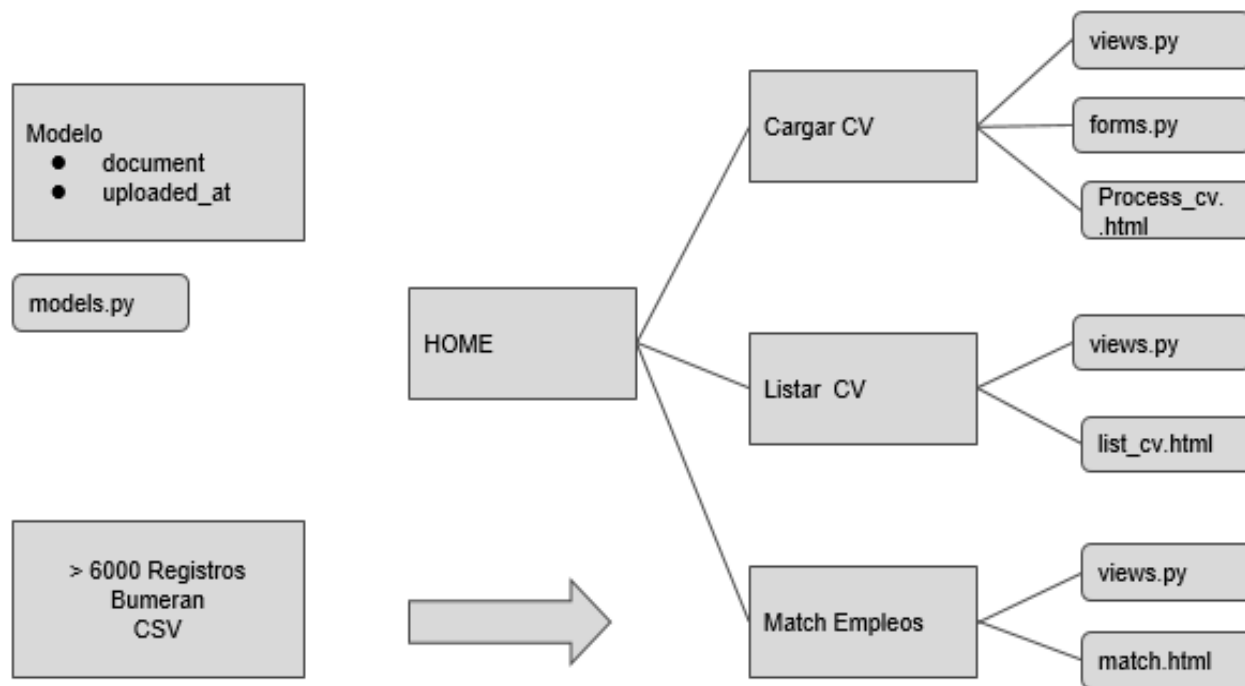 Modelo
● document
● uploaded_at
models.py
> 6000 Registros
Bumeran
CSV
HOME
Cargar CV
views.py
forms.py
Process_cv.
.html
Listar CV
views.py
list_cv.html
Match Empleos
views.py
match.html